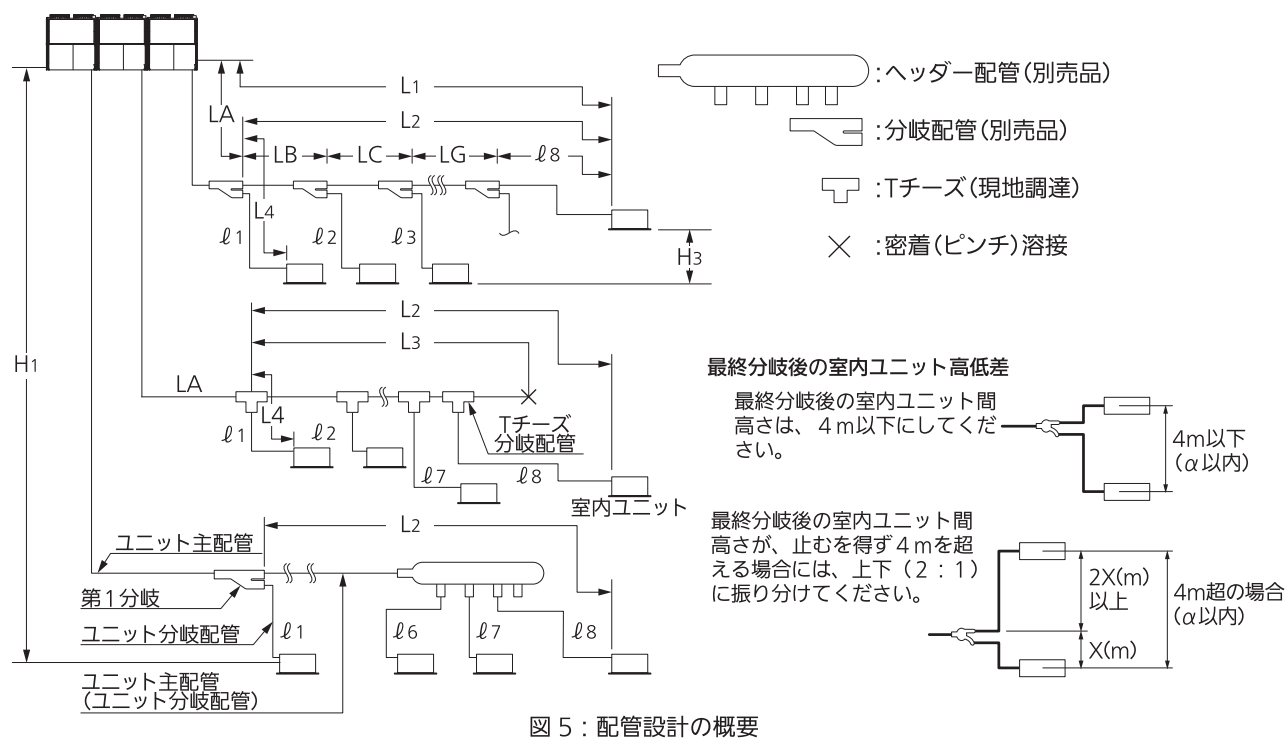 L1
LA
L2
LB
LC
LG
ℓ8
L4
ℓ1
ℓ2
ℓ3
H3
:ヘッダー配管(別売品)
:分岐配管(別売品)
:Tチーズ(現地調達)
:密着(ピンチ)溶接
H1
L2
L3
LA
L4
ℓ1
ℓ2
Tチーズ
分岐配管
ℓ7
ℓ8
室内ユニット
最終分岐後の室内ユニット高低差
最終分岐後の室内ユニット間
高さは、4m以下にしてくだ
さい。
4m以下
(α以内)
最終分岐後の室内ユニット間
高さが、止むを得ず4mを超
える場合には、上下(2:1)
に振り分けてください。
2X(m)
以上
X(m)
4m超の場合
(α以内)
L2
ユニット主配管
第1分岐
ユニット分岐配管
ℓ1
ℓ6
ℓ7
ℓ8
ユニット主配管
(ユニット分岐配管)
図5:配管設計の概要